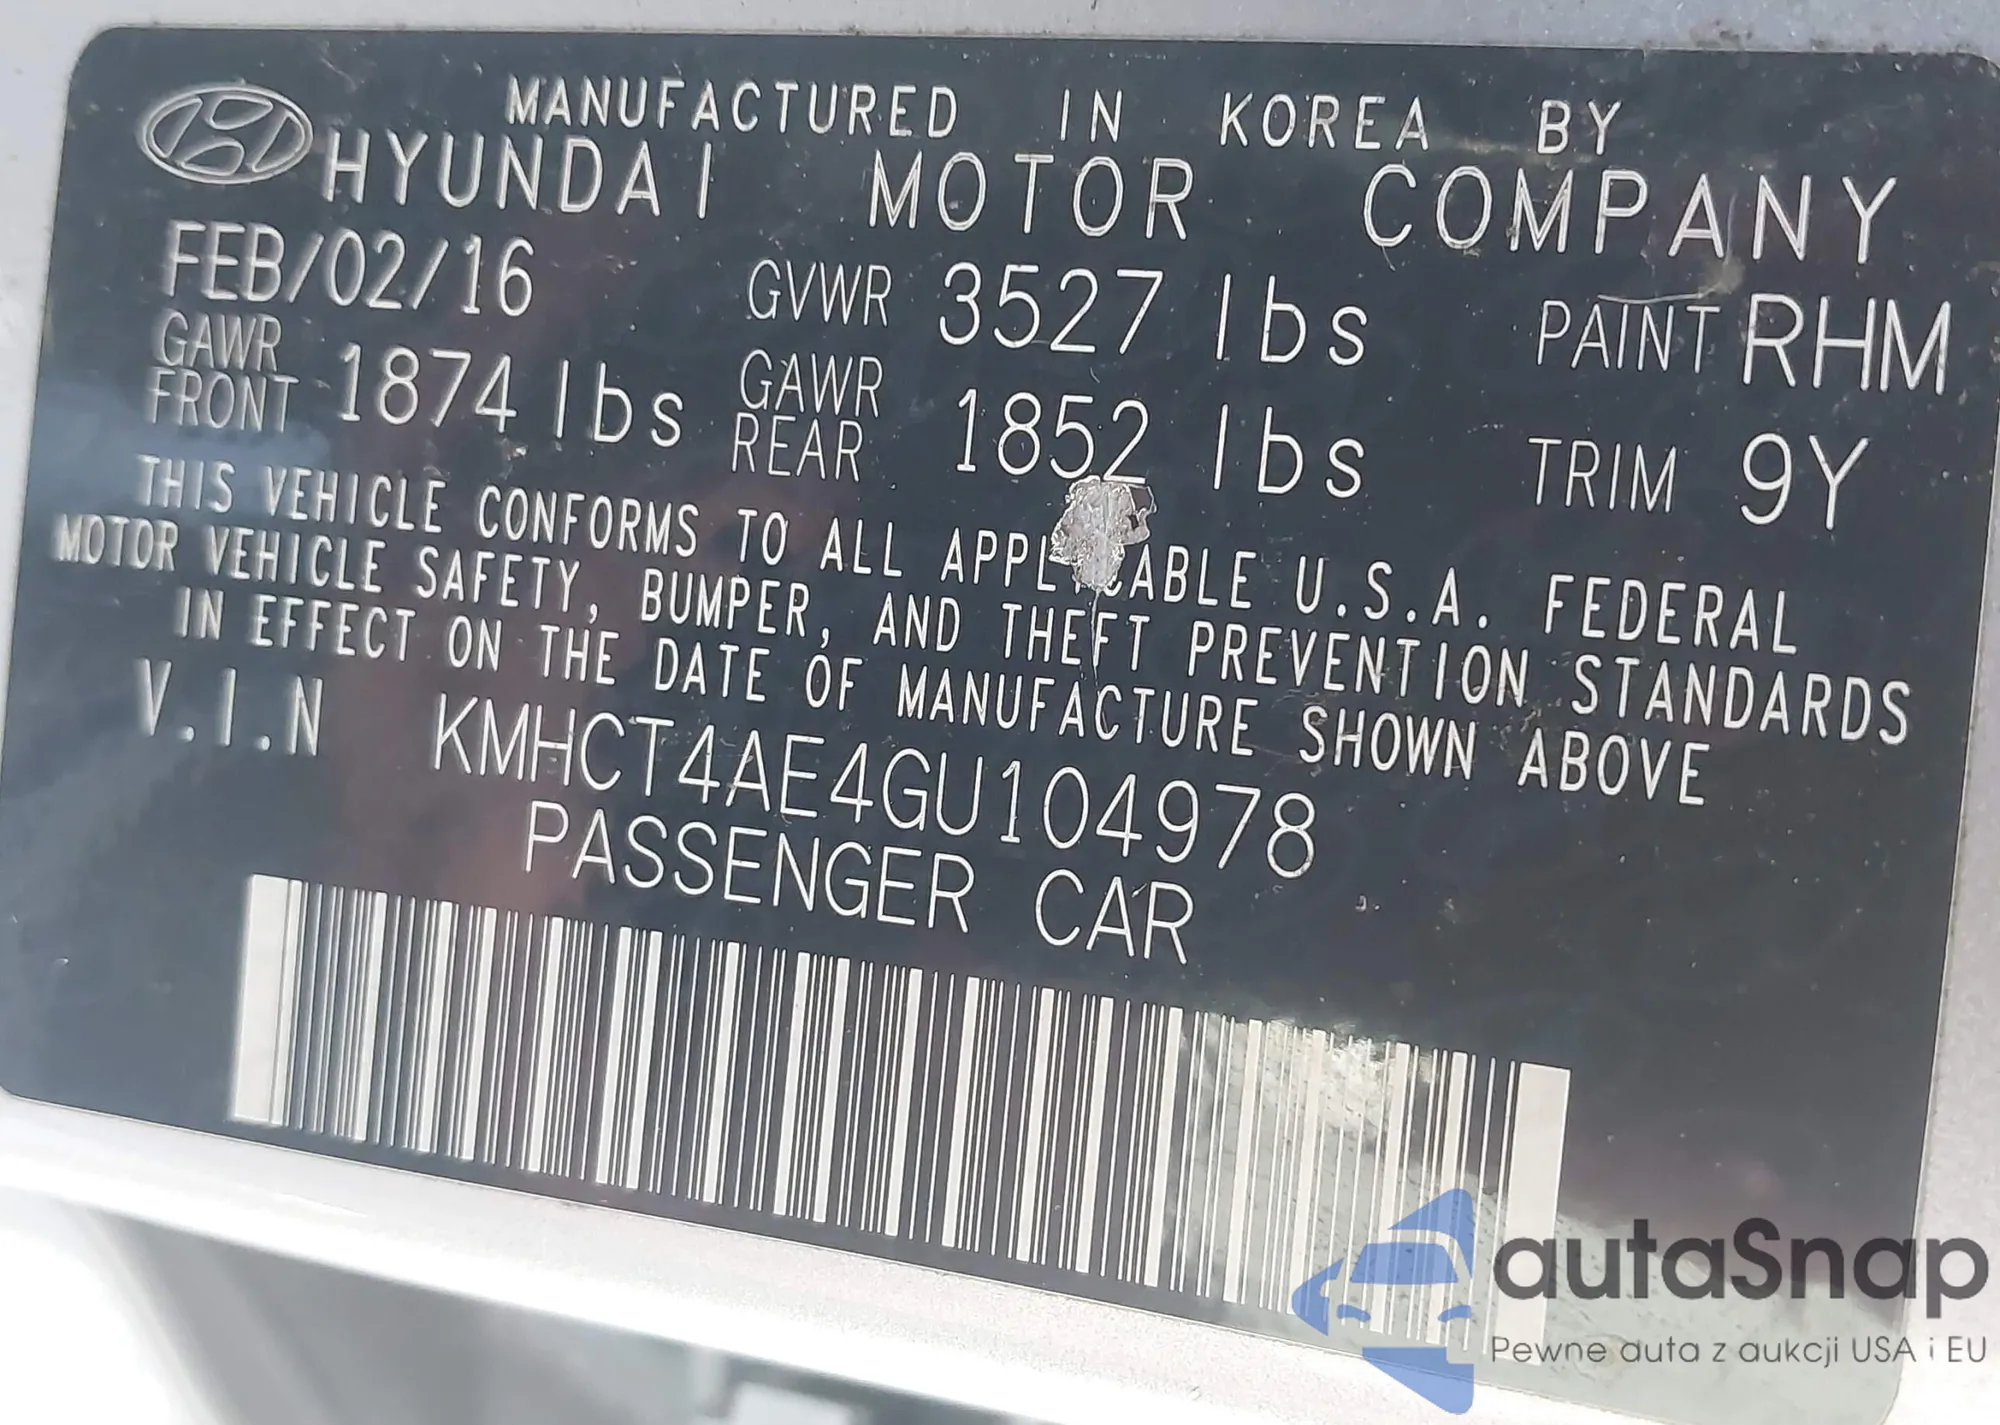 MANUFACTURED IN KOREA BY
HYUNDAI MOTOR COMPANY
FEB/02/16 GVWR 3527 lbs PAINT RHM
GAWR FRONT 1874 lbs GAWR REAR 1852 lbs TRIM 9Y
THIS VEHICLE CONFORMS TO ALL APPLICABLE U.S.A. FEDERAL
MOTOR VEHICLE SAFETY, BUMPER, AND THEFT PREVENTION STANDARDS
IN EFFECT ON THE DATE OF MANUFACTURE SHOWN ABOVE
V.I.N KMHCT4AE4GU104978
PASSENGER CAR
autaSnap
Pewne auta z aukcji USA i EU